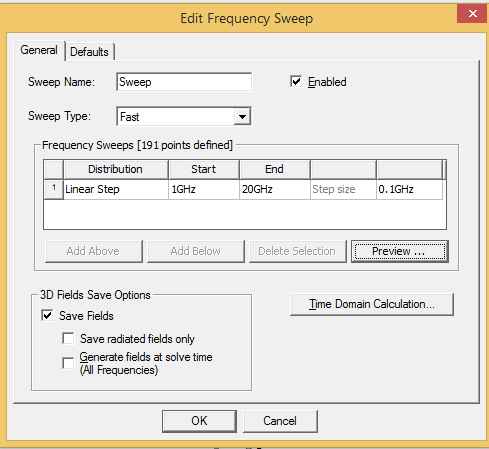 Edit Frequency Sweep
General Defaults
Sweep Name: Sweep Enabled
Sweep Type: Fast
Frequency Sweeps [191 points defined]
Distribution Start End
1 Linear Step 1GHz 20GHz Step size 0.1GHz
Add Above Add Below Delete Selection Preview ...
3D Fields Save Options
Time Domain Calculation...
Save Fields
Save radiated fields only
Generate fields at solve time
(All Frequencies)
OK Cancel